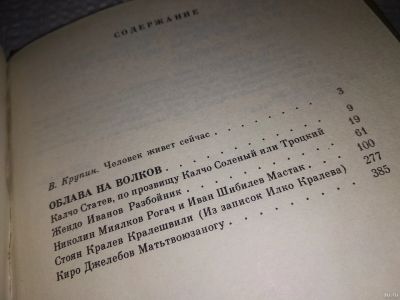 СОДЕРЖАНИЕ
В. Крупин. Человек живет сейчас . . . . . . . . 3
ОБЛАВА НА ВОЛКОВ . . . . . . . . 9
Калчо Статев, по прозвищу Калчо Соленый или Троцкий 19
Жендо Иванов Разбойник . . . . . . . . 61
Николин Миялков Рогач и Иван Шибилев Мастак . . 100
Стоян Кралев Кралешвили (Из записок Илко Кралева) 277
Киро Джелебов Матьтвоюзаногу . . . . . . . . 385